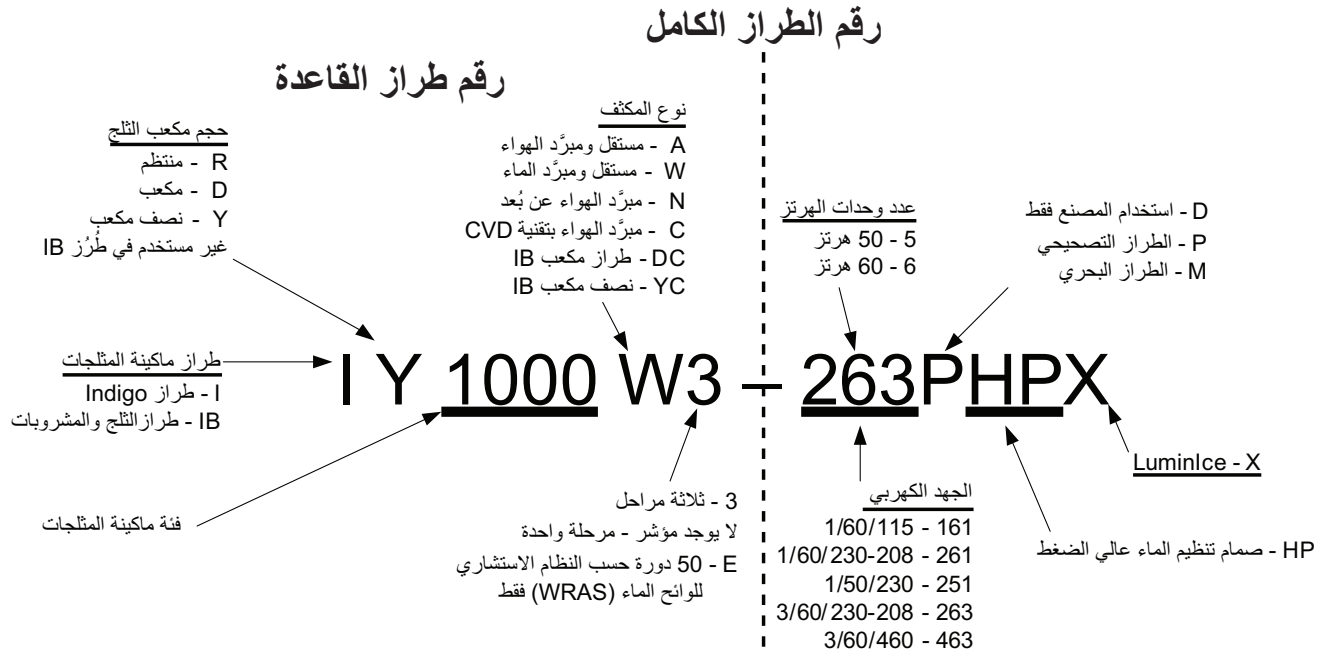 رقم الطراز الكامل
رقم طراز القاعدة
حجم مكعب الثلج
R - منتظم
D - مكعب
Y - نصف مكعب
غير مستخدم في طُرُز IB
نوع المكثف
A - مستقل ومبرَّد الهواء
W - مستقل ومبرَّد الماء
N - مبرَّد الهواء عن بُعد
C - مبرَّد الهواء بتقنية CVD
DC - طراز مكعب IB
YC - نصف مكعب IB
عدد وحدات الهرتز
5 - 50 هرتز
6 - 60 هرتز
D - استخدام المصنع فقط
P - الطراز التصحيحي
M - الطراز البحري
طراز ماكينة المثلجات
I - طراز Indigo
IB - طرازالثلج والمشروبات
I Y 1000 W3 – 263PHPX
LuminIce - X
فئة ماكينة المثلجات
3 - ثلاثة مراحل
لا يوجد مؤشر - مرحلة واحدة
E - 50 دورة حسب النظام الاستشاري
للوائح الماء (WRAS) فقط
الجهد الكهربي
1/60/115 - 161
1/60/230-208 - 261
1/50/230 - 251
3/60/230-208 - 263
3/60/460 - 463
HP - صمام تنظيم الماء عالي الضغط